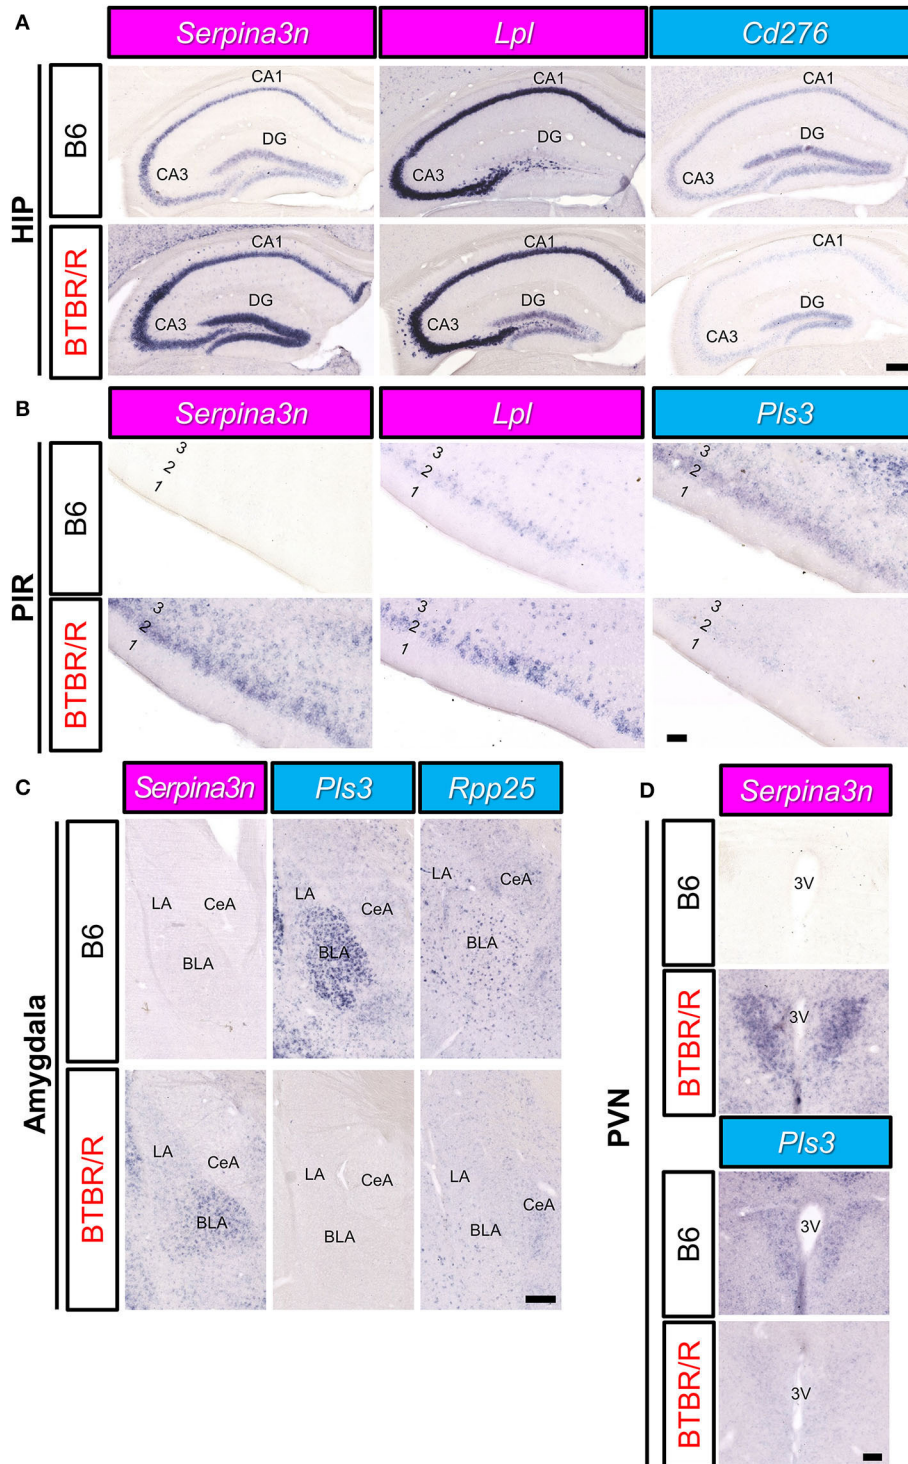 A
Serpina3n Lpl Cd276
HIP
B6
CA1 CA1 CA1
DG DG DG
CA3 CA3 CA3
BTBR/R
CA1 CA1 CA1
DG DG DG
CA3 CA3 CA3
B
Serpina3n Lpl Pls3
PIR
B6
3 3 3
2 2 2
1 1 1
BTBR/R
3 3 3
2 2 2
1 1 1
C
Serpina3n Pls3 Rpp25
Amygdala
B6
LA CeA BLA
LA CeA BLA
LA CeA BLA
BTBR/R
LA CeA BLA
LA CeA BLA
LA CeA BLA
D
Serpina3n
PVN
B6
3V
BTBR/R
3V
Pls3
B6
3V
BTBR/R
3V